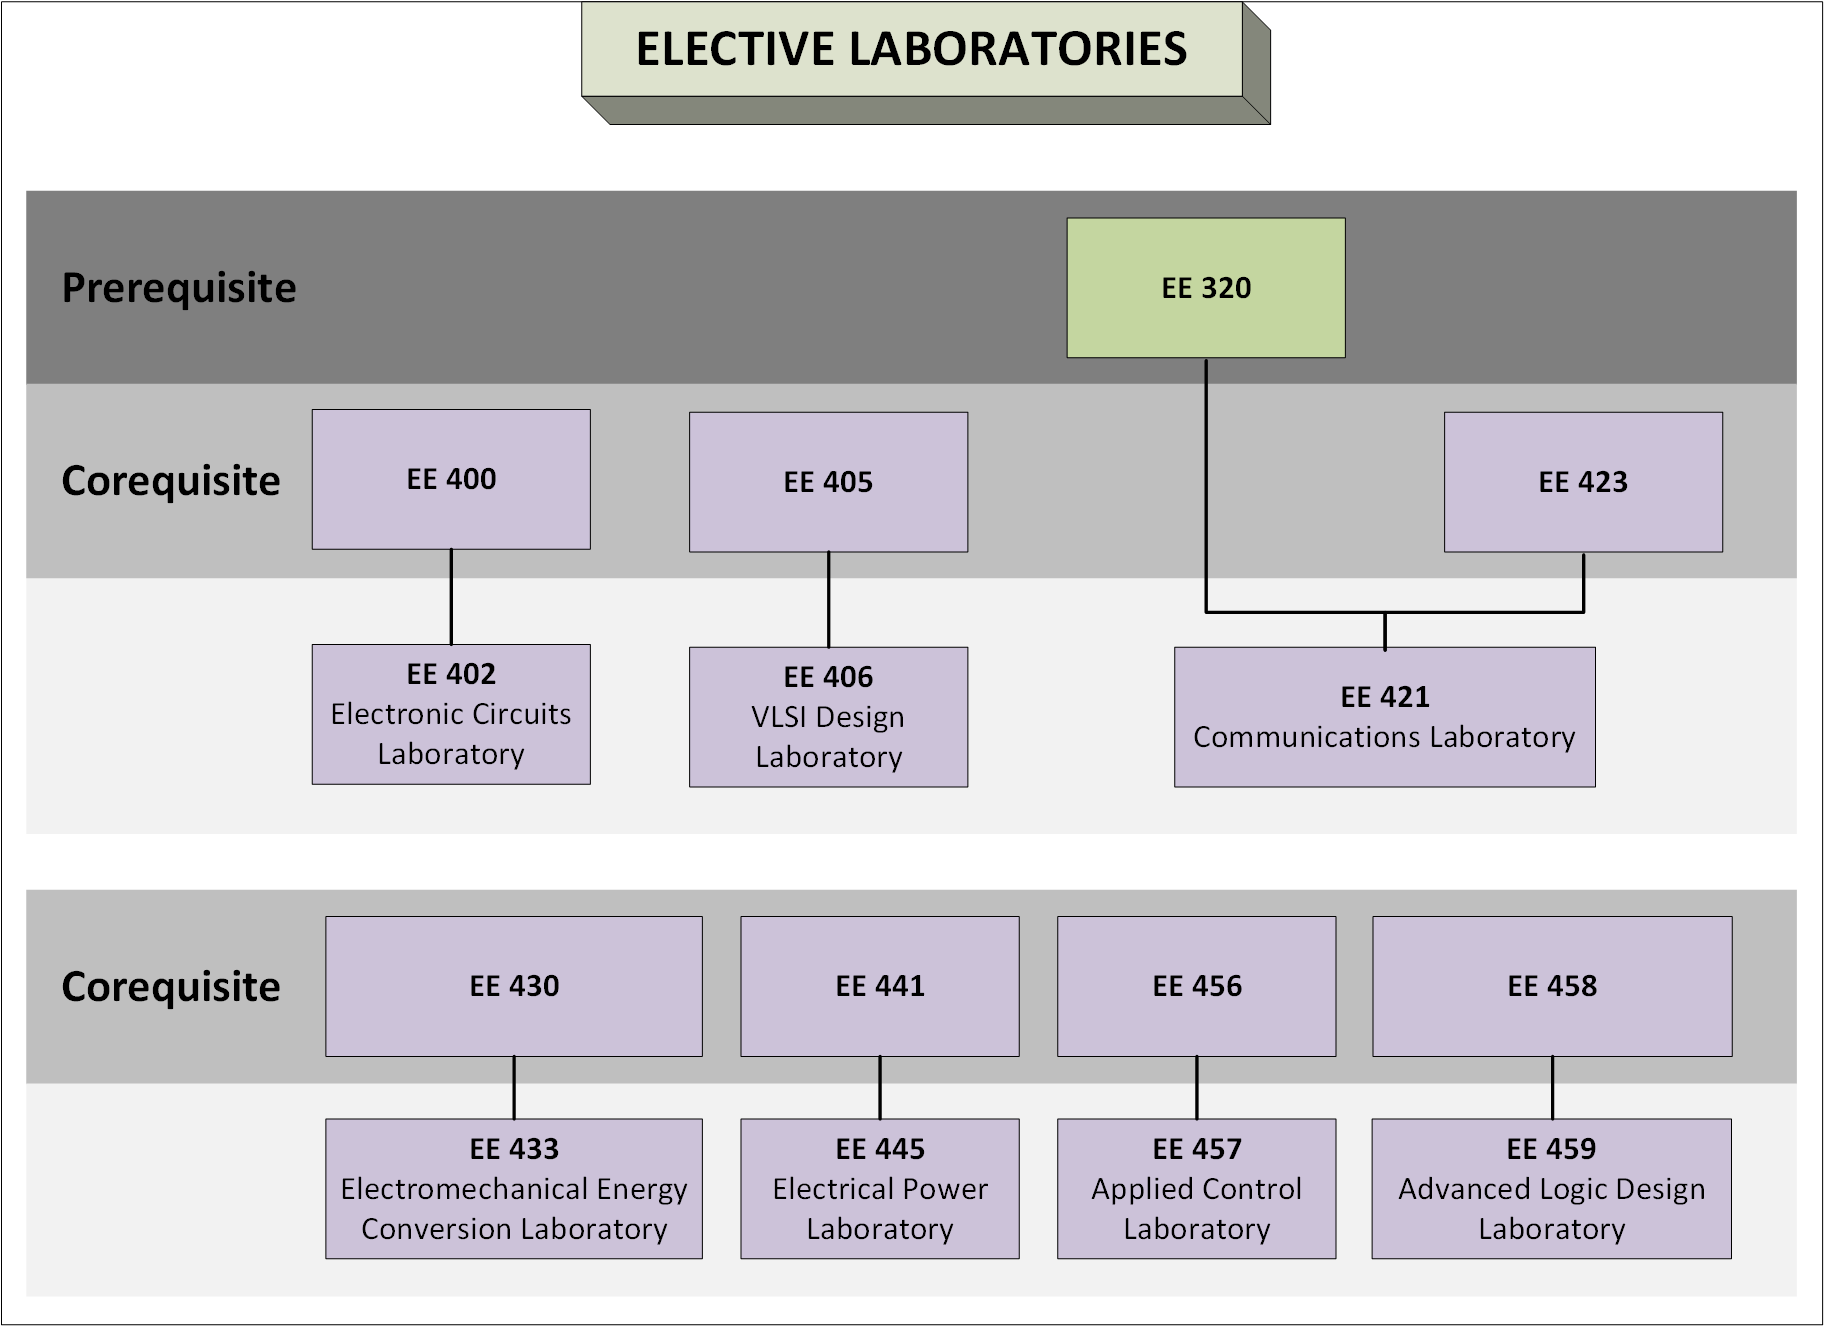 ELECTIVE LABORATORIES
Prerequisite
EE 320
Corequisite
EE 400
EE 405
EE 423
EE 402
Electronic Circuits
Laboratory
EE 406
VLSI Design
Laboratory
EE 421
Communications Laboratory
Corequisite
EE 430
EE 441
EE 456
EE 458
EE 433
Electromechanical Energy
Conversion Laboratory
EE 445
Electrical Power
Laboratory
EE 457
Applied Control
Laboratory
EE 459
Advanced Logic Design
Laboratory